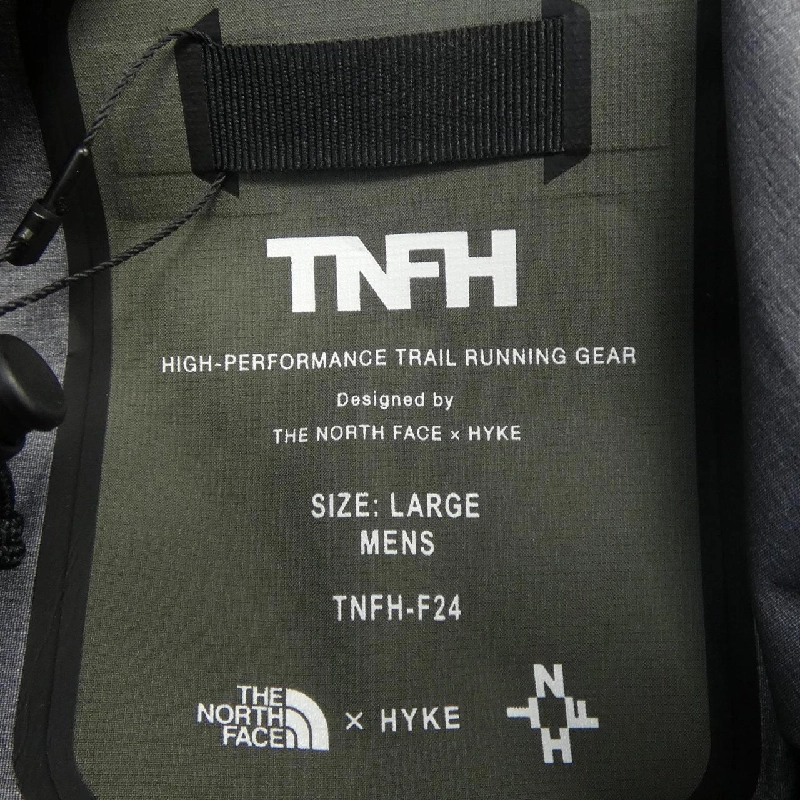 TNFH
HIGH-PERFORMANCE TRAIL RUNNING GEAR
Designed by
THE NORTH FACE × HYKE
SIZE: LARGE
MENS
TNFH-F24
THE
NORTH
FACE
× HYKE
N
T F
H